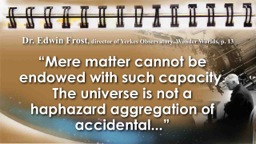 Dr. Edwin Frost, director of Yerkes Observatory, Wonder Worlds, p. 13
“Mere matter cannot be
endowed with such capacity.
The universe is not a
haphazard aggregation of
accidental...”